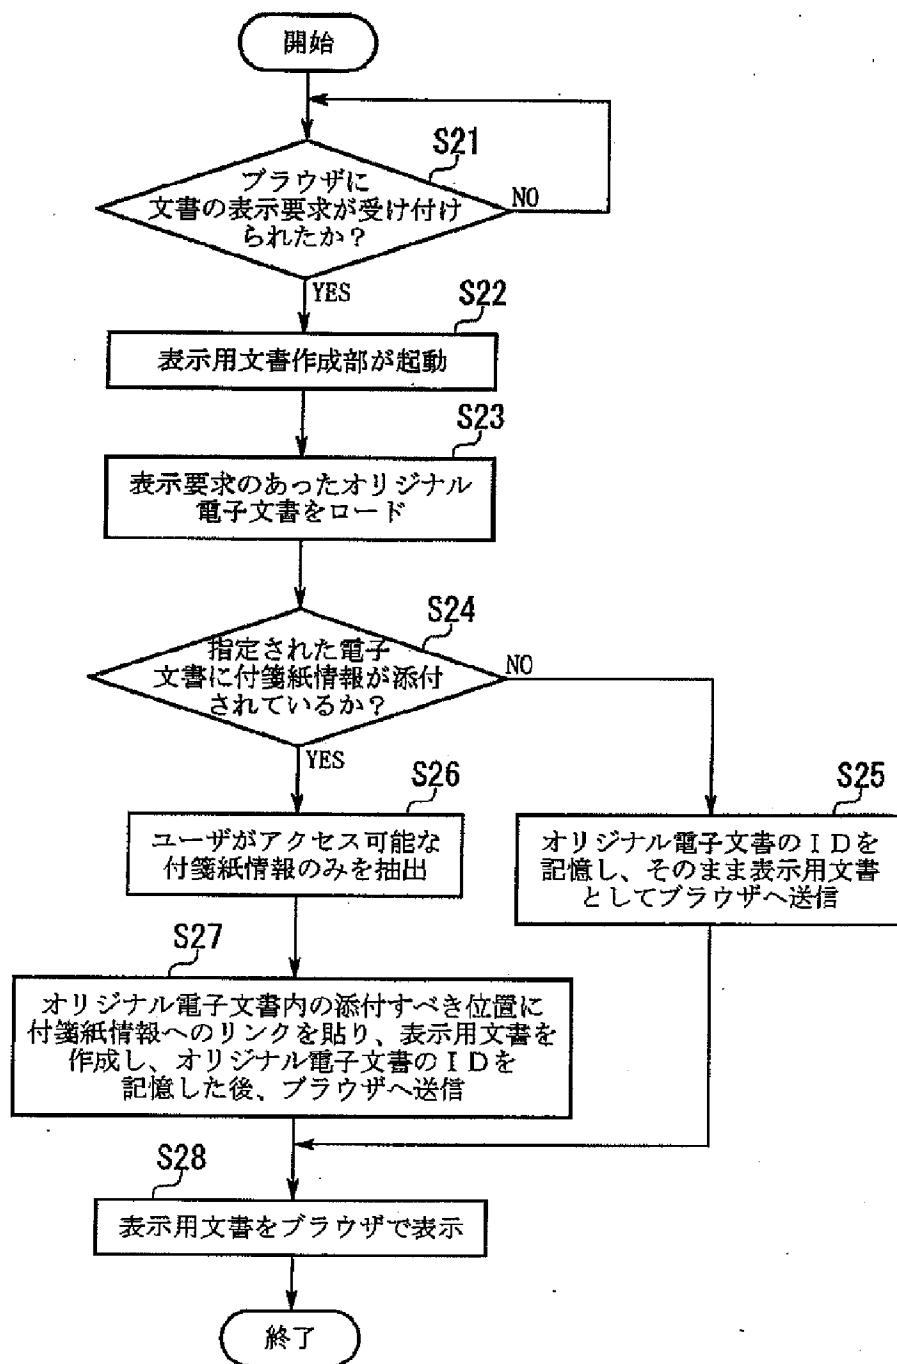 開始
S21
ブラウザに
文書の表示要求が受け付け
られたか？
NO
YES
S22
表示用文書作成部が起動
S23
表示要求のあったオリジナル
電子文書をロード
S24
指定された電子
文書に付箋紙情報が添付
されているか？
NO
YES
S26
ユーザがアクセス可能な
付箋紙情報のみを抽出
S25
オリジナル電子文書のＩＤを
記憶し、そのまま表示用文書
としてブラウザへ送信
S27
オリジナル電子文書内の添付すべき位置に
付箋紙情報へのリンクを貼り、表示用文書を
作成し、オリジナル電子文書のＩＤを
記憶した後、ブラウザへ送信
S28
表示用文書をブラウザで表示
終了